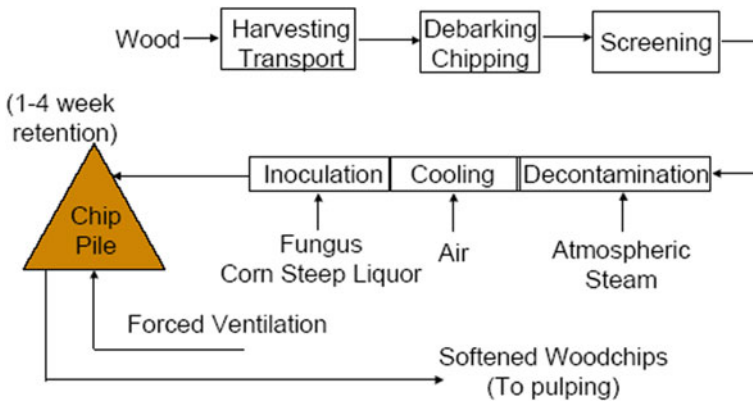 Wood
Harvesting
Transport
Debarking
Chipping
Screening
(1-4 week
retention)
Chip
Pile
Inoculation
Cooling
Decontamination
Fungus
Corn Steep Liquor
Air
Atmospheric
Steam
Forced Ventilation
Softened Woodchips
(To pulping)